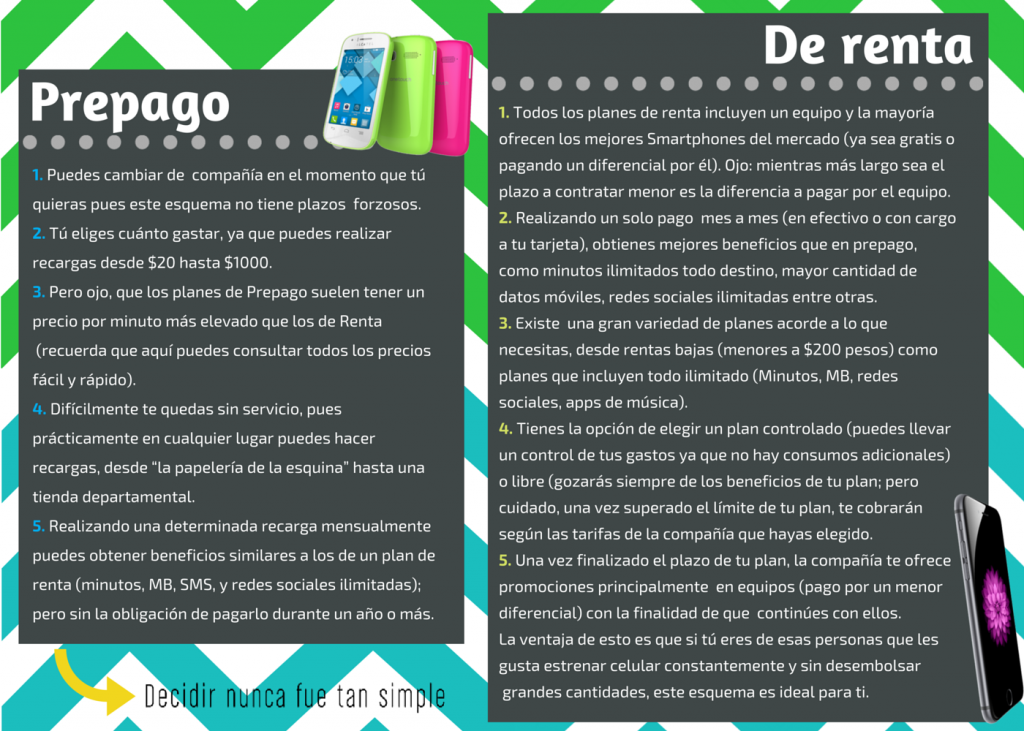 Prepago
1. Puedes cambiar de compañía en el momento que tú
quieras pues este esquema no tiene plazos forzosos.
2. Tú eliges cuánto gastar, ya que puedes realizar
recargas desde $20 hasta $1000.
3. Pero ojo, que los planes de Prepago suelen tener un
precio por minuto más elevado que los de Renta
(recuerda que aquí puedes consultar todos los precios
fácil y rápido).
4. Difícilmente te quedas sin servicio, pues
prácticamente en cualquier lugar puedes hacer
recargas, desde “la papelería de la esquina” hasta una
tienda departamental.
5. Realizando una determinada recarga mensualmente
puedes obtener beneficios similares a los de un plan de
renta (minutos, MB, SMS, y redes sociales ilimitadas);
pero sin la obligación de pagarlo durante un año o más.
Decidir nunca fue tan simple
De renta
1. Todos los planes de renta incluyen un equipo y la mayoría
ofrecen los mejores Smartphones del mercado (ya sea gratis o
pagando un diferencial por él). Ojo: mientras más largo sea el
plazo a contratar menor es la diferencia a pagar por el equipo.
2. Realizando un solo pago mes a mes (en efectivo o con cargo
a tu tarjeta), obtienes mejores beneficios que en prepago,
como minutos ilimitados todo destino, mayor cantidad de
datos móviles, redes sociales ilimitadas entre otras.
3. Existe una gran variedad de planes acorde a lo que
necesitas, desde rentas bajas (menores a $200 pesos) como
planes que incluyen todo ilimitado (Minutos, MB, redes
sociales, apps de música).
4. Tienes la opción de elegir un plan controlado (puedes llevar
un control de tus gastos ya que no hay consumos adicionales)
o libre (gozarás siempre de los beneficios de tu plan; pero
cuidado, una vez superado el límite de tu plan, te cobrarán
según las tarifas de la compañía que hayas elegido.
5. Una vez finalizado el plazo de tu plan, la compañía te ofrece
promociones principalmente en equipos (pago por un menor
diferencial) con la finalidad de que continúes con ellos.
La ventaja de esto es que si tú eres de esas personas que les
gusta estrenar celular constantemente y sin desembolsar
grandes cantidades, este esquema es ideal para ti.